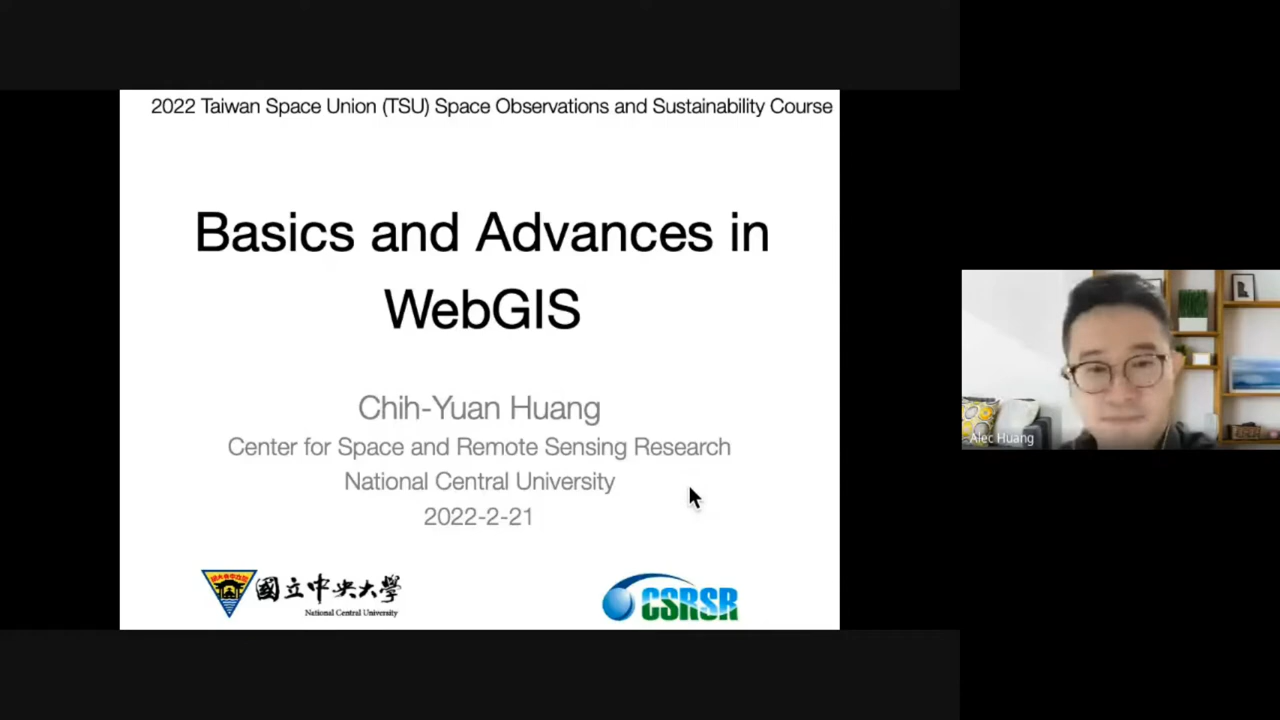 2022 Taiwan Space Union (TSU) Space Observations and Sustainability Course
Basics and Advances in
WebGIS
Chih-Yuan Huang
Center for Space and Remote Sensing Research
National Central University
2022-2-21
國立中央大學
National Central University
CSRSR
Alec Huang